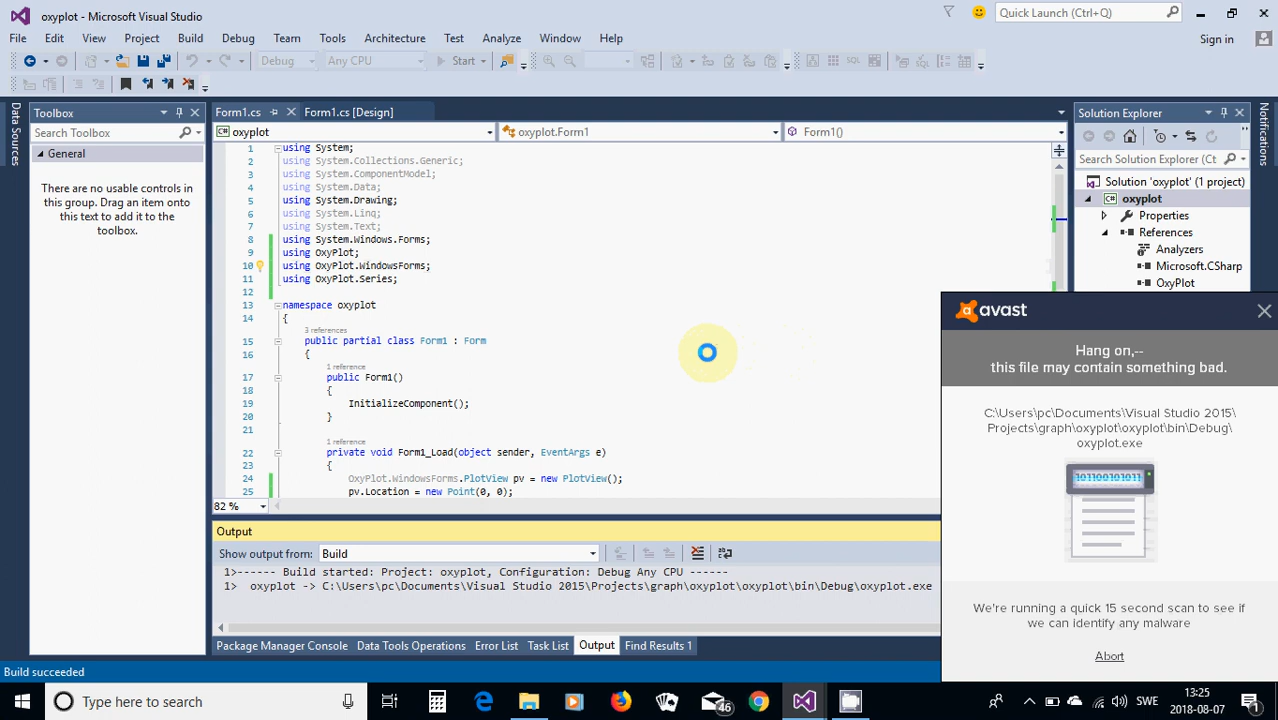 oxyplot - Microsoft Visual Studio
Quick Launch (Ctrl+Q)
File Edit View Project Build Debug Team Tools Architecture Test Analyze Window Help
Sign in
Debug Any CPU Start
Data Sources
Toolbox
Search Toolbox
General
There are no usable controls in
this group. Drag an item onto
this text to add it to the
toolbox.
Form1.cs Form1.cs [Design]
oxyplot oxyplot.Form1 Form1()
1 using System;
2 using System.Collections.Generic;
3 using System.ComponentModel;
4 using System.Data;
5 using System.Drawing;
6 using System.Linq;
7 using System.Text;
8 using System.Windows.Forms;
9 using OxyPlot;
10 using OxyPlot.WindowsForms;
11 using OxyPlot.Series;
12
13 namespace oxyplot
14 {
3 references
15 public partial class Form1 : Form
16 {
1 reference
17 public Form1()
18 {
19 InitializeComponent();
20 }
21
1 reference
22 private void Form1_Load(object sender, EventArgs e)
23 {
24 OxyPlot.WindowsForms.PlotView pv = new PlotView();
25 pv.Location = new Point(0, 0);
82 %
Solution Explorer
Search Solution Explorer (Ct
Solution 'oxyplot' (1 project)
oxyplot
Properties
References
Analyzers
Microsoft.CSharp
OxyPlot
Notifications
avast
Hang on,--
this file may contain something bad.
C:\Users\pc\Documents\Visual Studio 2015\
Projects\graph\oxyplot\oxyplot\bin\Debug\
oxyplot.exe
101100101011
We're running a quick 15 second scan to see if
we can identify any malware
Abort
Output
Show output from: Build
1>------ Build started: Project: oxyplot, Configuration: Debug Any CPU ------
1> oxyplot -> C:\Users\pc\Documents\Visual Studio 2015\Projects\graph\oxyplot\oxyplot\bin\Debug\oxyplot.exe
Package Manager Console Data Tools Operations Error List Task List Output Find Results 1
Build succeeded
Type here to search
46
SWE
13:25
2018-08-07
1